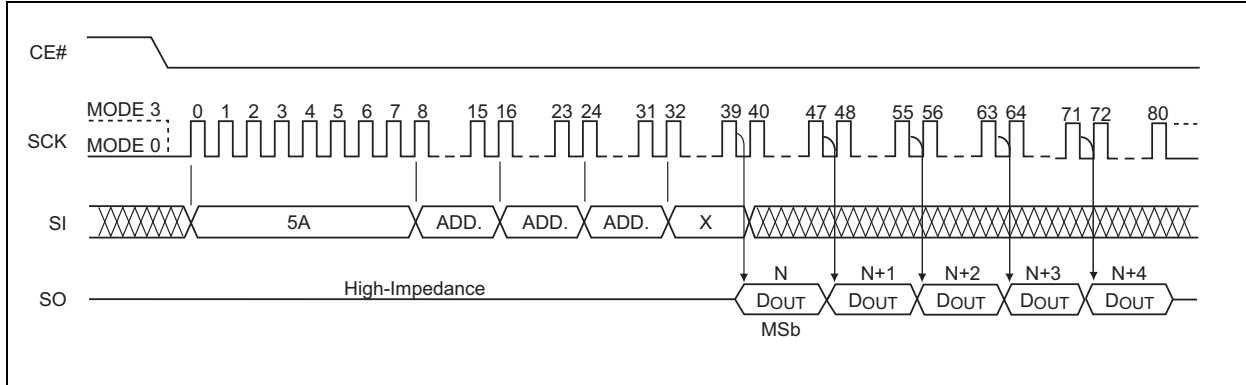 CE#
MODE 3
0 1 2 3 4 5 6 7 8 15 16 23 24 31 32 39 40 47 48 55 56 63 64 71 72 80
SCK
MODE 0
SI
5A ADD. ADD. ADD. X
N N+1 N+2 N+3 N+4
High-Impedance
SO
DOUT DOUT DOUT DOUT DOUT
MSb